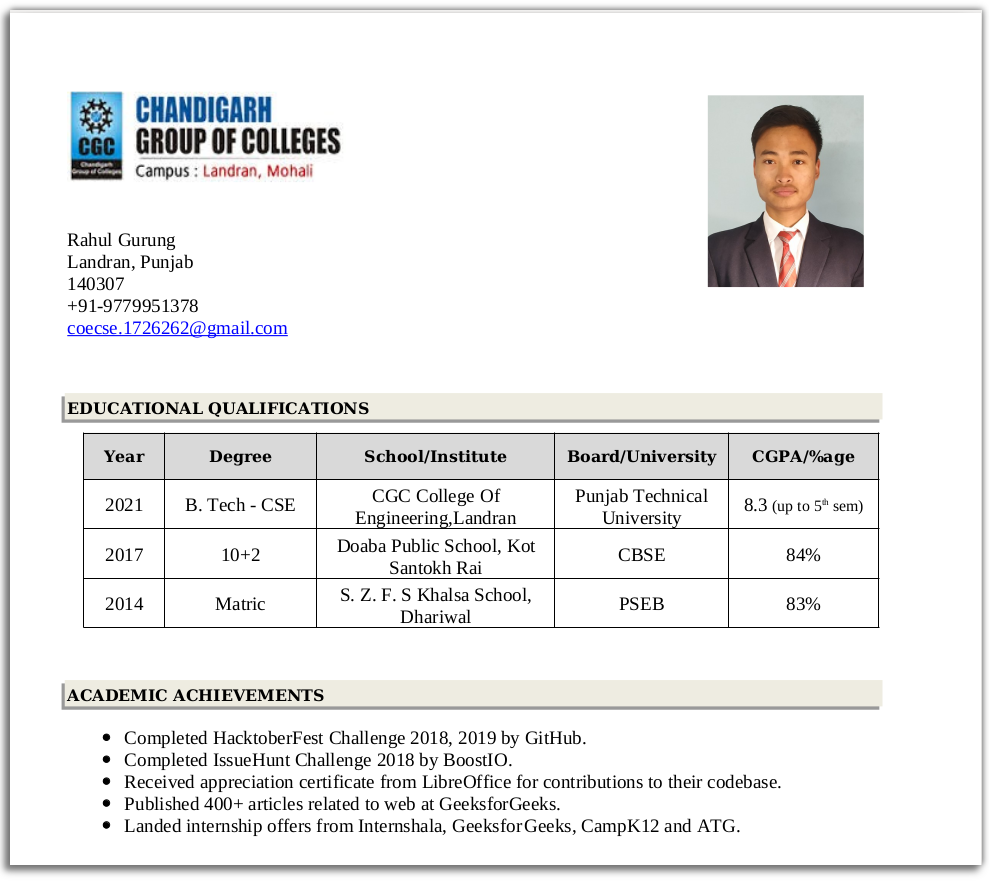 CGC
Chandigarh
Group of Colleges
CHANDIGARH
GROUP OF COLLEGES
Campus : Landran, Mohali
Rahul Gurung
Landran, Punjab
140307
+91-9779951378
coecse.1726262@gmail.com
EDUCATIONAL QUALIFICATIONS
Year Degree School/Institute Board/University CGPA/%age
2021 B. Tech - CSE CGC College Of Engineering,Landran Punjab Technical University 8.3 (up to 5th sem)
2017 10+2 Doaba Public School, Kot Santokh Rai CBSE 84%
2014 Matric S. Z. F. S Khalsa School, Dhariwal PSEB 83%
ACADEMIC ACHIEVEMENTS
• Completed HacktoberFest Challenge 2018, 2019 by GitHub.
• Completed IssueHunt Challenge 2018 by BoostIO.
• Received appreciation certificate from LibreOffice for contributions to their codebase.
• Published 400+ articles related to web at GeeksforGeeks.
• Landed internship offers from Internshala, GeeksforGeeks, CampK12 and ATG.